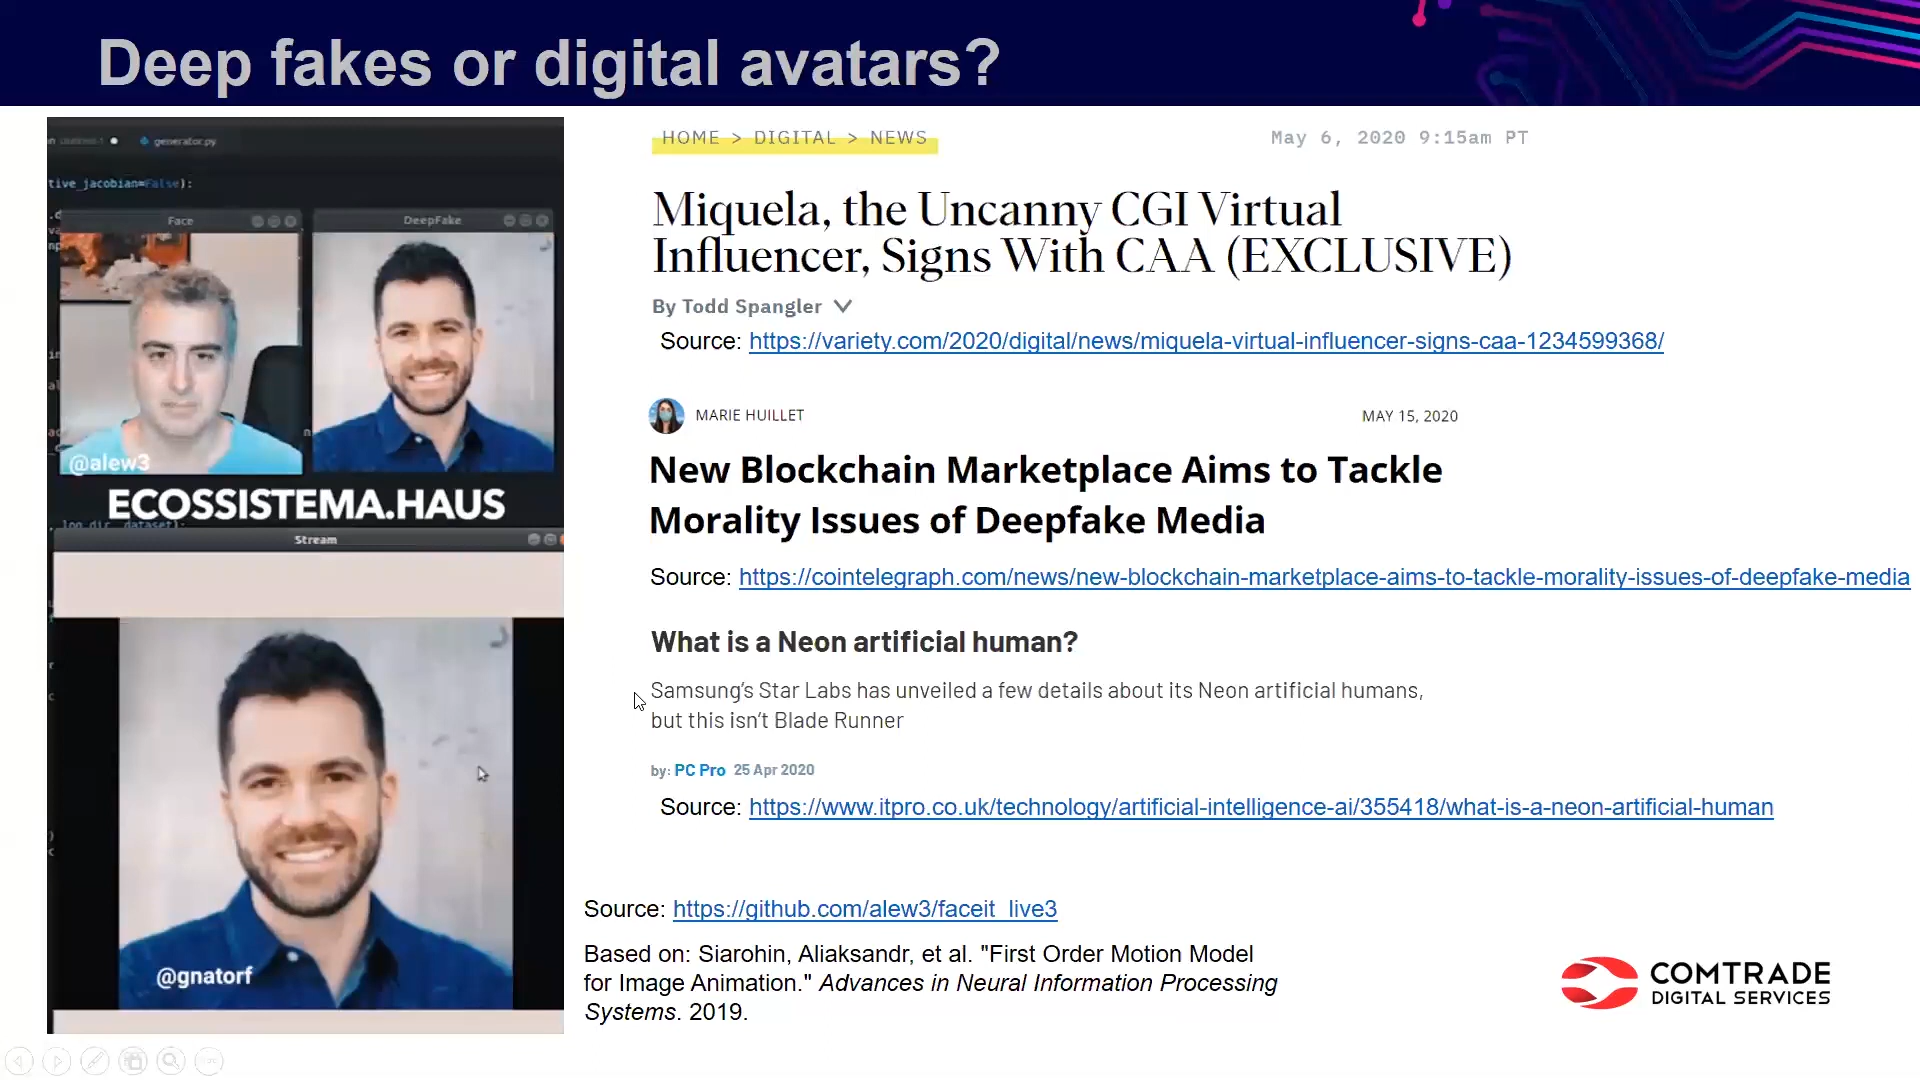 Deep fakes or digital avatars?
generator.py
tive_jacobian=False):
Face
DeepFake
@alew3
ECOSSISTEMA.HAUS
log_dir, dataset):
Stream
@gnatorf
HOME > DIGITAL > NEWS
May 6, 2020 9:15am PT
Miquela, the Uncanny CGI Virtual
Influencer, Signs With CAA (EXCLUSIVE)
By Todd Spangler
Source: https://variety.com/2020/digital/news/miquela-virtual-influencer-signs-caa-1234599368/
MARIE HUILLET
MAY 15, 2020
New Blockchain Marketplace Aims to Tackle
Morality Issues of Deepfake Media
Source: https://cointelegraph.com/news/new-blockchain-marketplace-aims-to-tackle-morality-issues-of-deepfake-media
What is a Neon artificial human?
Samsung's Star Labs has unveiled a few details about its Neon artificial humans,
but this isn't Blade Runner
by: PC Pro 25 Apr 2020
Source: https://www.itpro.co.uk/technology/artificial-intelligence-ai/355418/what-is-a-neon-artificial-human
Source: https://github.com/alew3/faceit_live3
Based on: Siarohin, Aliaksandr, et al. "First Order Motion Model
for Image Animation." Advances in Neural Information Processing
Systems. 2019.
COMTRADE
DIGITAL SERVICES